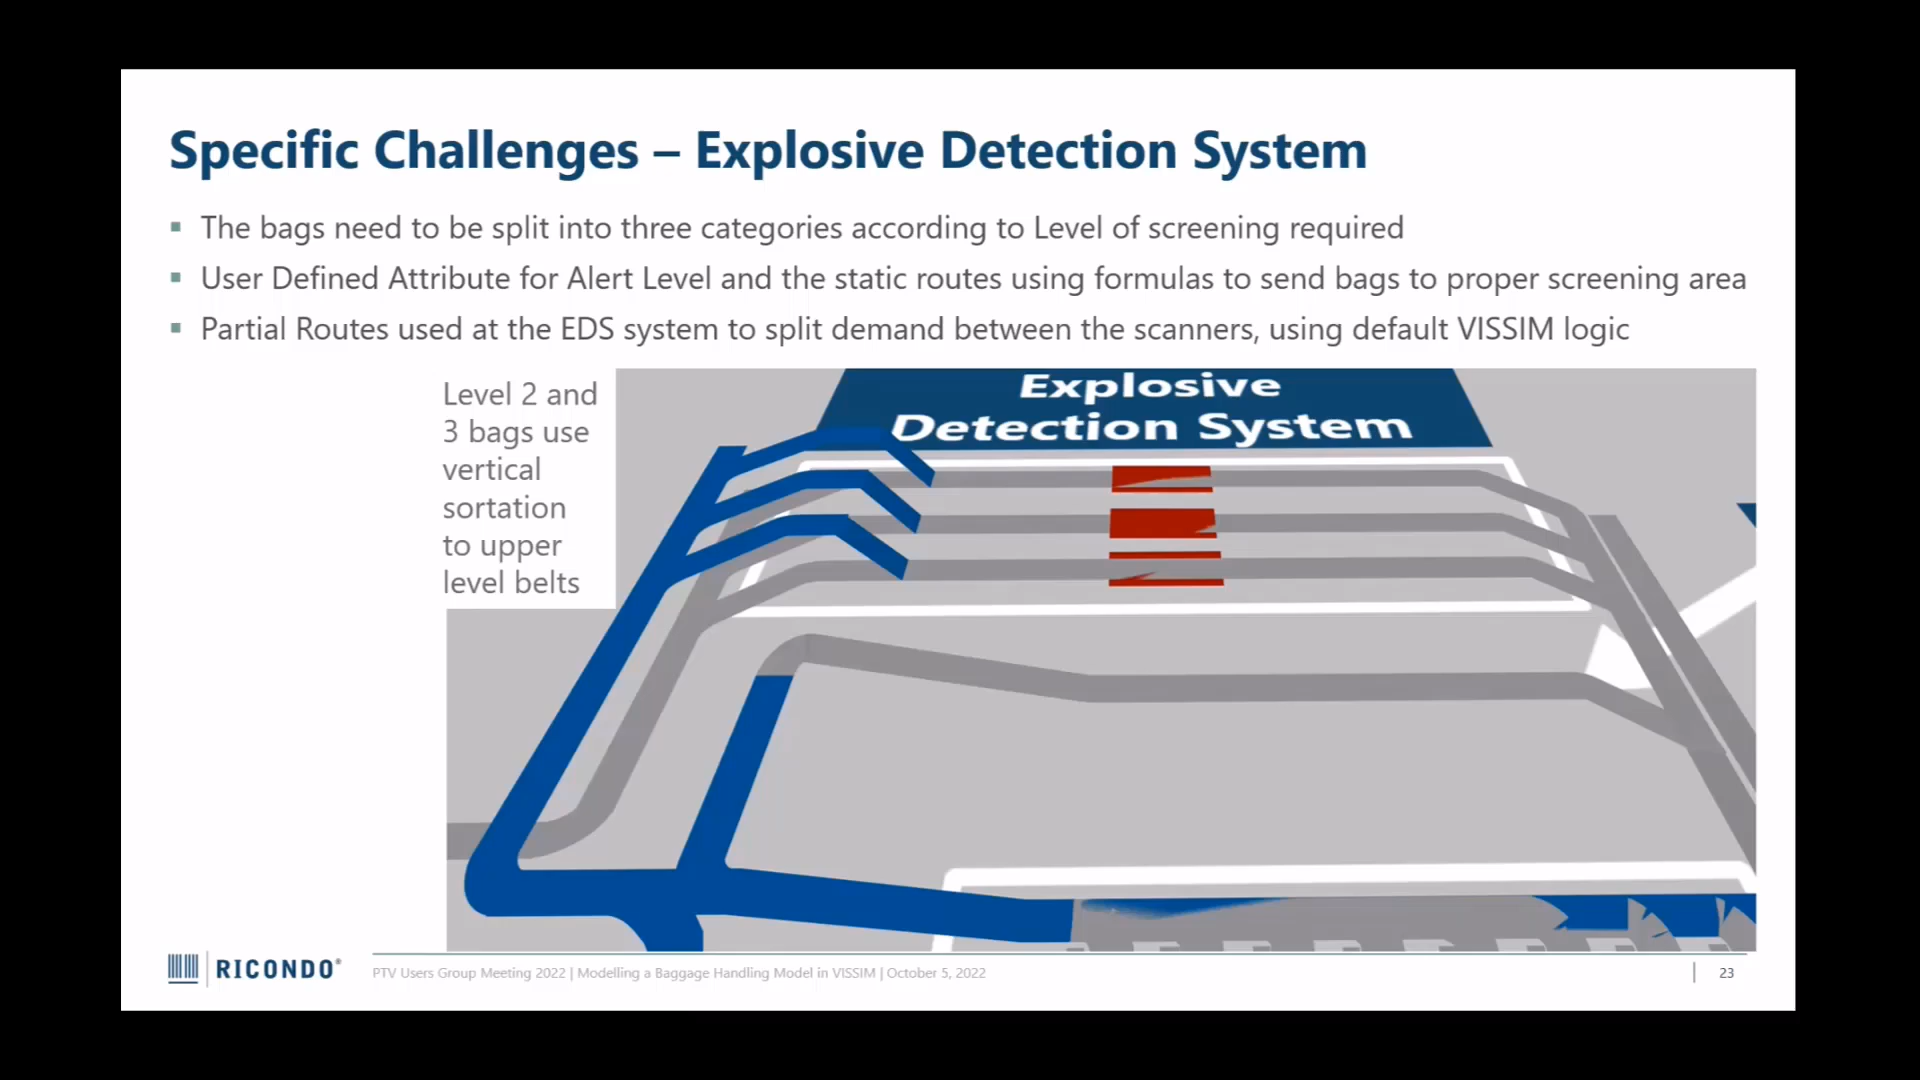 Specific Challenges – Explosive Detection System
▪ The bags need to be split into three categories according to Level of screening required
▪ User Defined Attribute for Alert Level and the static routes using formulas to send bags to proper screening area
▪ Partial Routes used at the EDS system to split demand between the scanners, using default VISSIM logic
Level 2 and
3 bags use
vertical
sortation
to upper
level belts
Explosive
Detection System
RICONDO®
PTV Users Group Meeting 2022 | Modelling a Baggage Handling Model in VISSIM | October 5, 2022
| 23